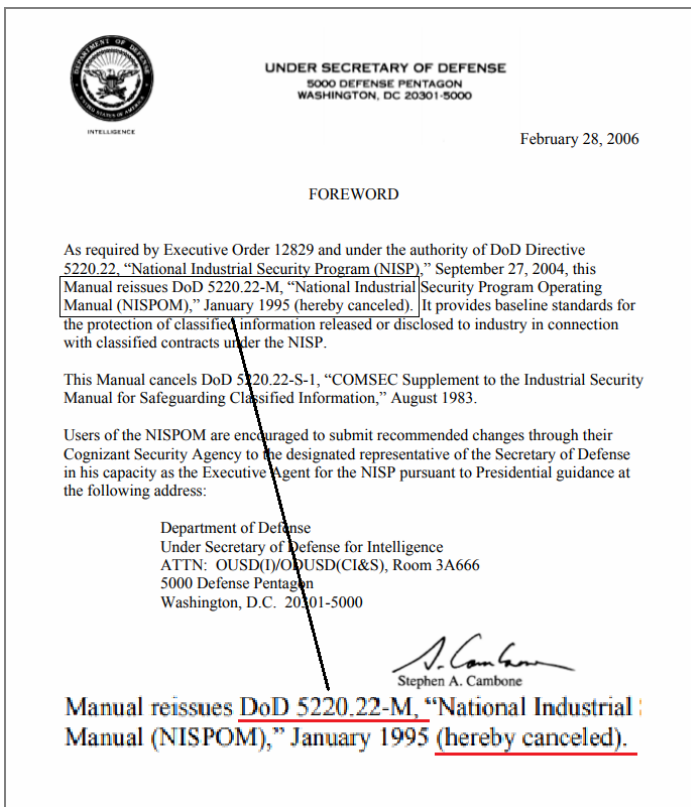 DEPARTMENT OF DEFENSE
UNITED STATES OF AMERICA
INTELLIGENCE
UNDER SECRETARY OF DEFENSE
5000 DEFENSE PENTAGON
WASHINGTON, DC 20301-5000
February 28, 2006
FOREWORD
As required by Executive Order 12829 and under the authority of DoD Directive
5220.22, “National Industrial Security Program (NISP),” September 27, 2004, this
Manual reissues DoD 5220.22-M, “National Industrial Security Program Operating
Manual (NISPOM),” January 1995 (hereby canceled). It provides baseline standards for
the protection of classified information released or disclosed to industry in connection
with classified contracts under the NISP.
This Manual cancels DoD 5220.22-S-1, “COMSEC Supplement to the Industrial Security
Manual for Safeguarding Classified Information,” August 1983.
Users of the NISPOM are encouraged to submit recommended changes through their
Cognizant Security Agency to the designated representative of the Secretary of Defense
in his capacity as the Executive Agent for the NISP pursuant to Presidential guidance at
the following address:
Department of Defense
Under Secretary of Defense for Intelligence
ATTN: OUSD(I)/ODUSD(CI&S), Room 3A666
5000 Defense Pentagon
Washington, D.C. 20301-5000
Stephen A. Cambone
Manual reissues DoD 5220.22-M, “National Industrial
Manual (NISPOM),” January 1995 (hereby canceled).